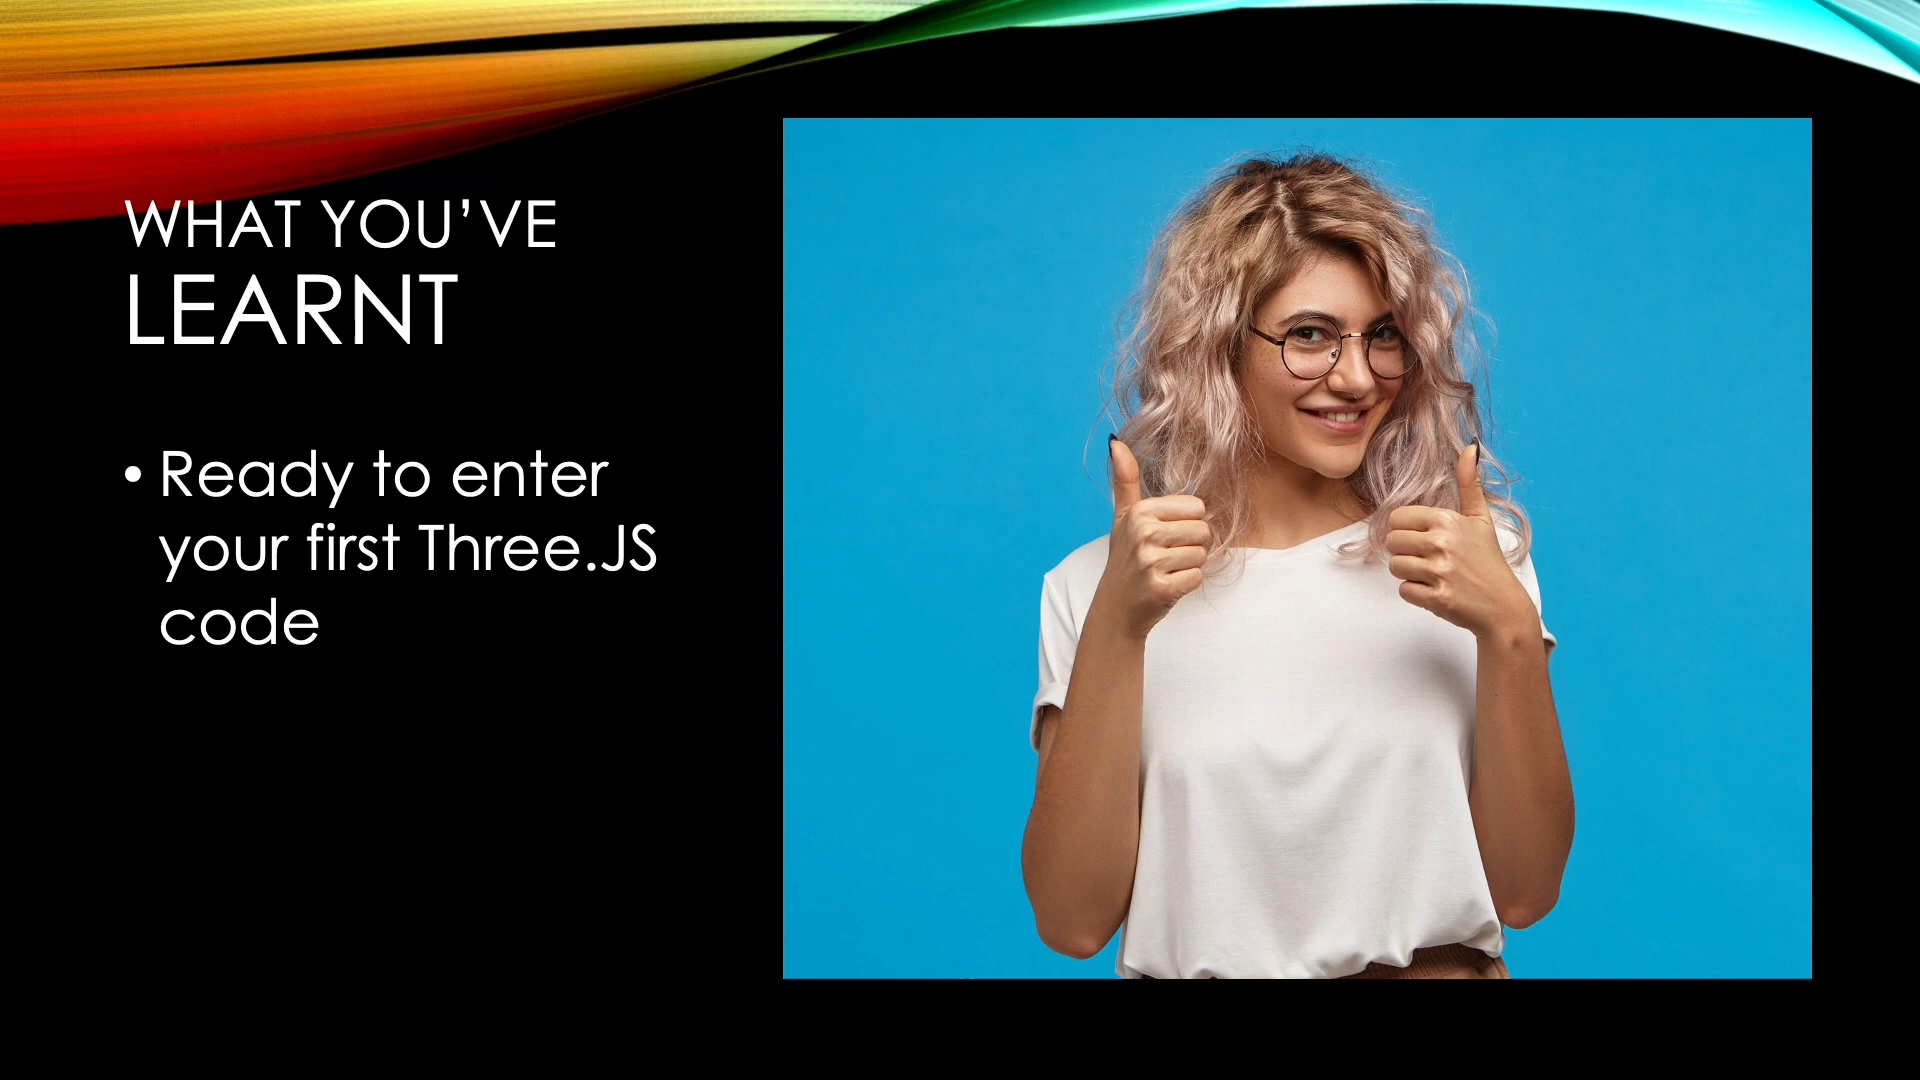 WHAT YOU’VE
LEARNT
• Ready to enter
your first Three.JS
code